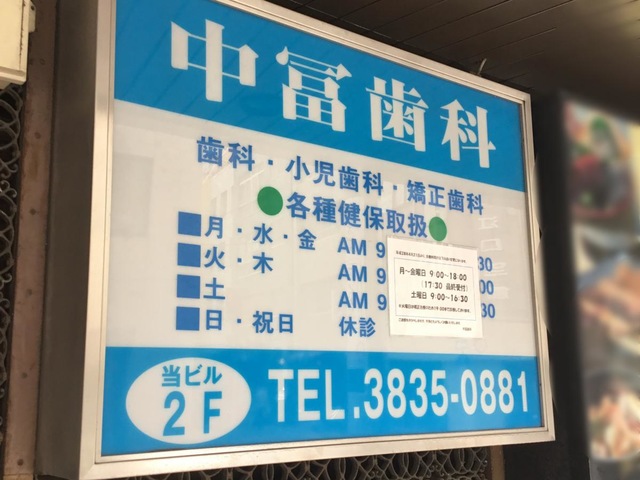 中冨歯科
歯科・小児歯科・矯正歯科
●各種健保取扱●
■月・水・金 AM 9
■火・木 AM 9 30
■土 AM 9 30
■日・祝日 休診
月～金曜日 9:00～18:00
(17:30 最終受付)
土曜日 9:00～16:30
当ビル
2F
TEL.3835-0881